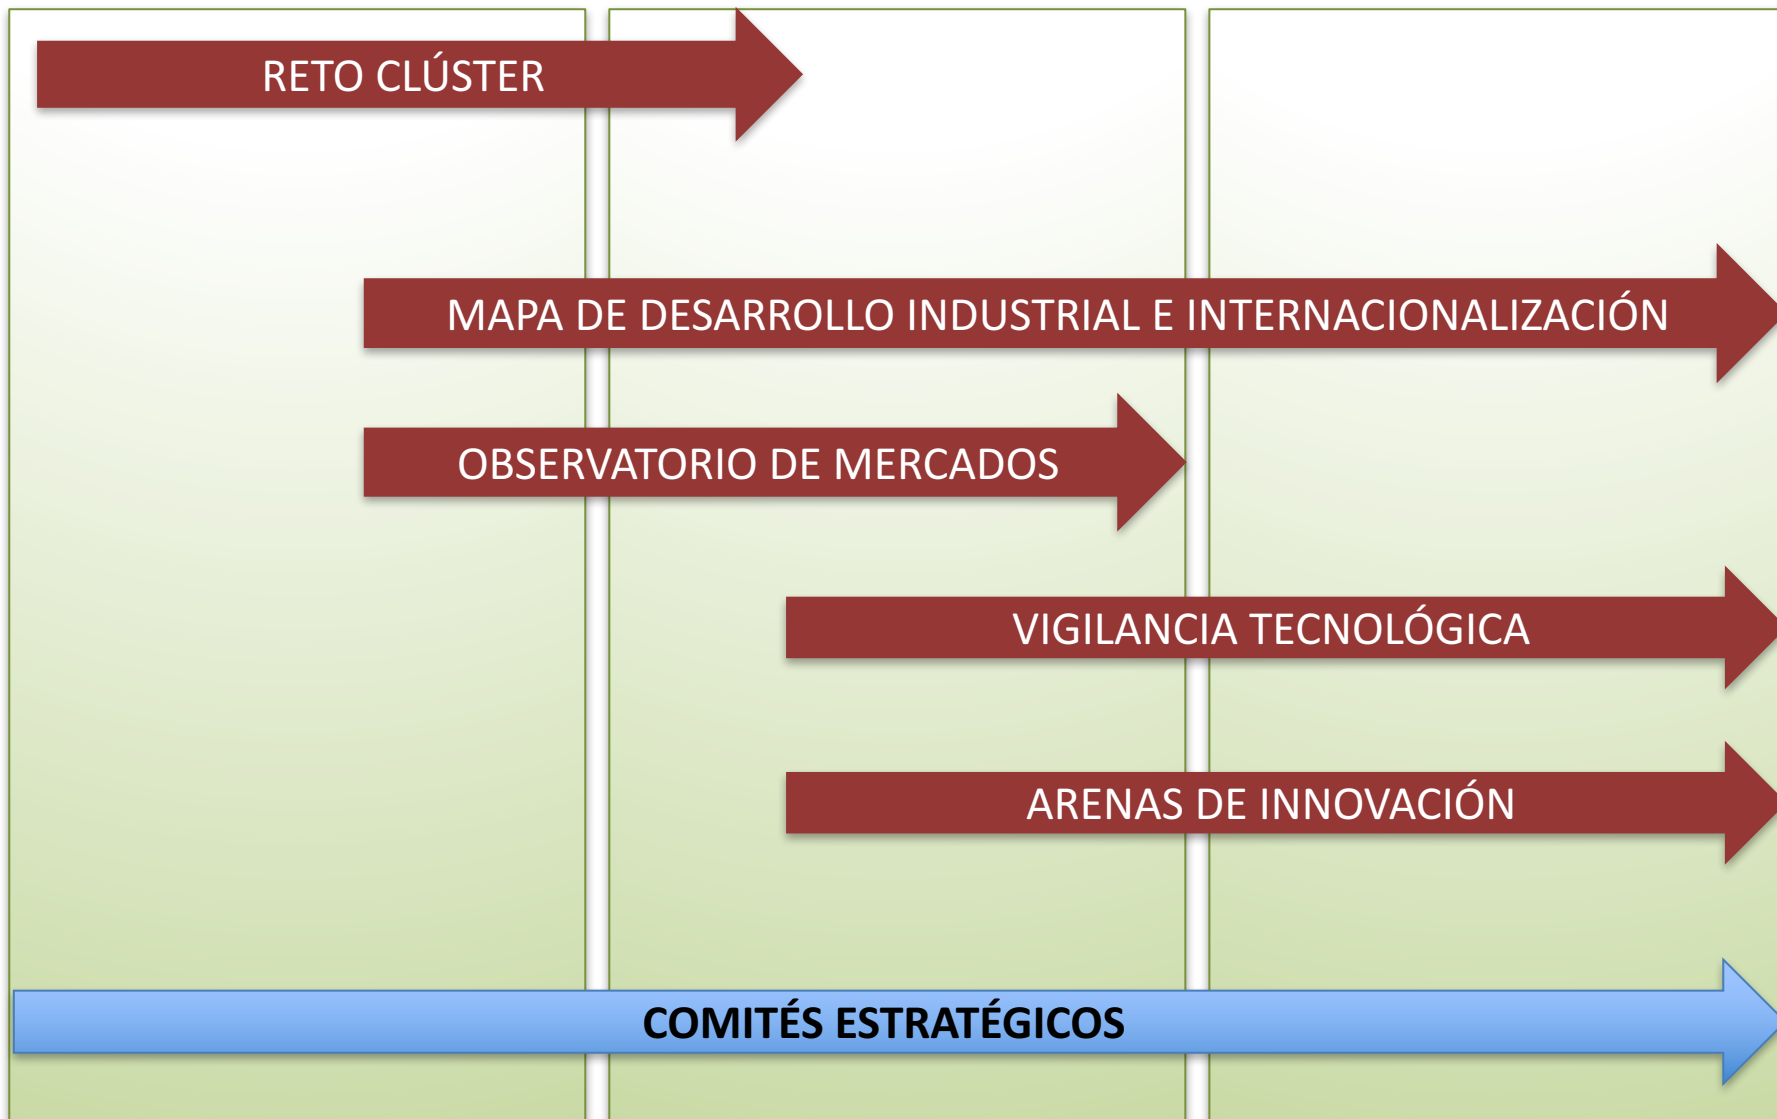 RETO CLÚSTER
MAPA DE DESARROLLO INDUSTRIAL E INTERNACIONALIZACIÓN
OBSERVATORIO DE MERCADOS
VIGILANCIA TECNOLÓGICA
ARENAS DE INNOVACIÓN
COMITÉS ESTRATÉGICOS